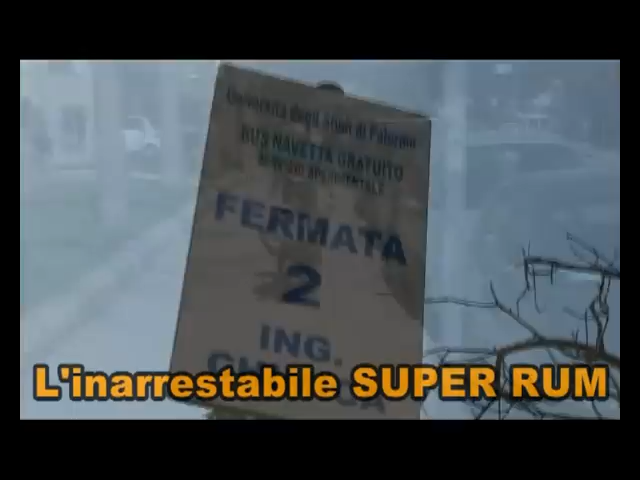 Università degli Studi di Palermo
BUS NAVETTA GRATUITO
FERMATA
2
ING.
L'inarrestabile SUPER RUM